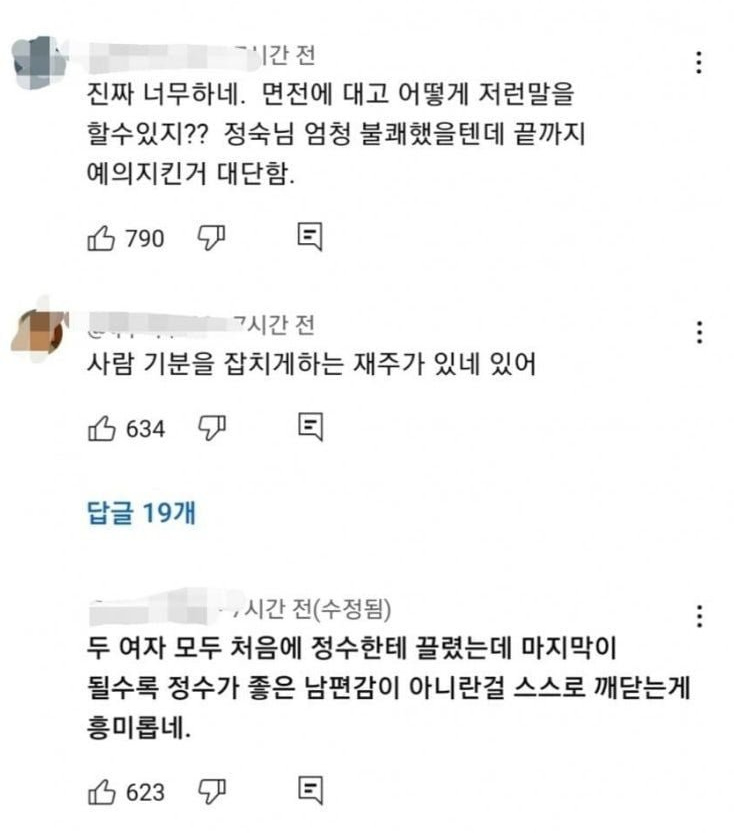 시간 전
진짜 너무하네. 면전에 대고 어떻게 저런말을
할수있지?? 정숙님 엄청 불쾌했을텐데 끝까지
예의지킨거 대단함.
790
7시간 전
사람 기분을 잡치게하는 재주가 있네 있어
634
답글 19개
시간 전(수정됨)
두 여자 모두 처음에 정수한테 끌렸는데 마지막이
될수록 정수가 좋은 남편감이 아니란걸 스스로 깨닫는게
흥미롭네.
623